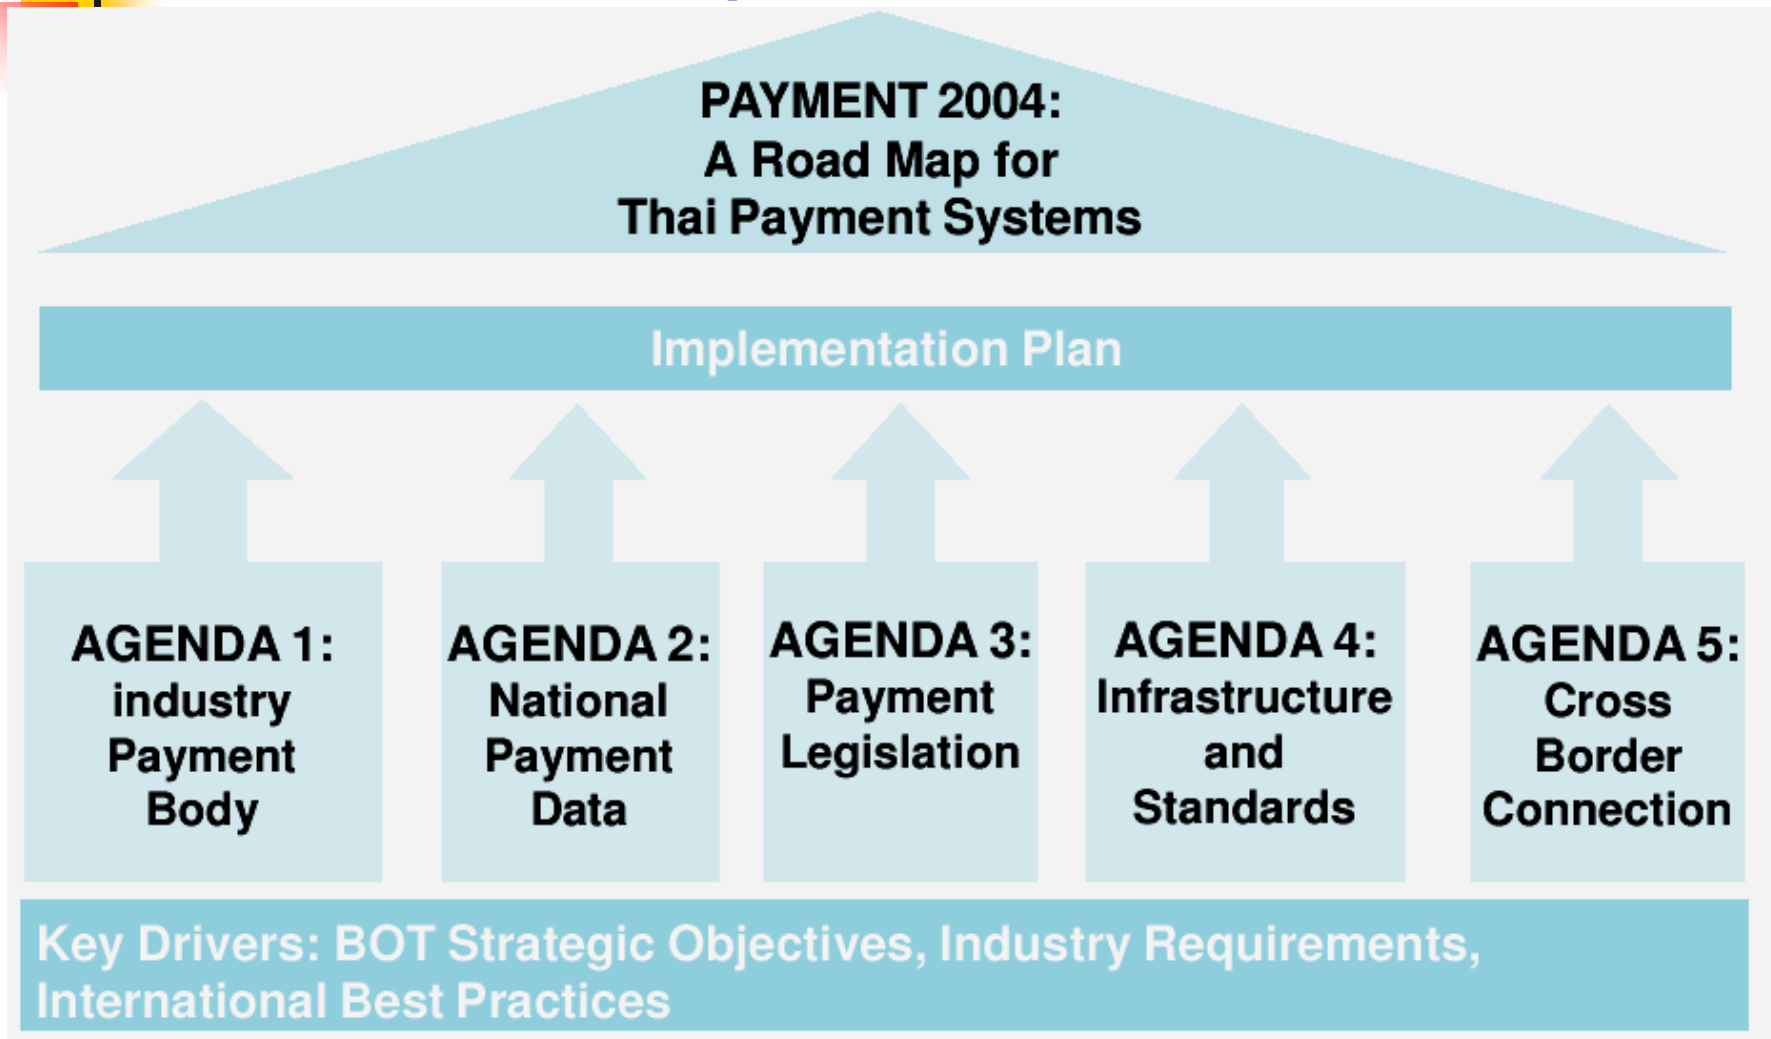 PAYMENT 2004:
A Road Map for
Thai Payment Systems
Implementation Plan
AGENDA 1:
industry
Payment
Body
AGENDA 2:
National
Payment
Data
AGENDA 3:
Payment
Legislation
AGENDA 4:
Infrastructure
and
Standards
AGENDA 5:
Cross
Border
Connection
Key Drivers: BOT Strategic Objectives, Industry Requirements,
International Best Practices